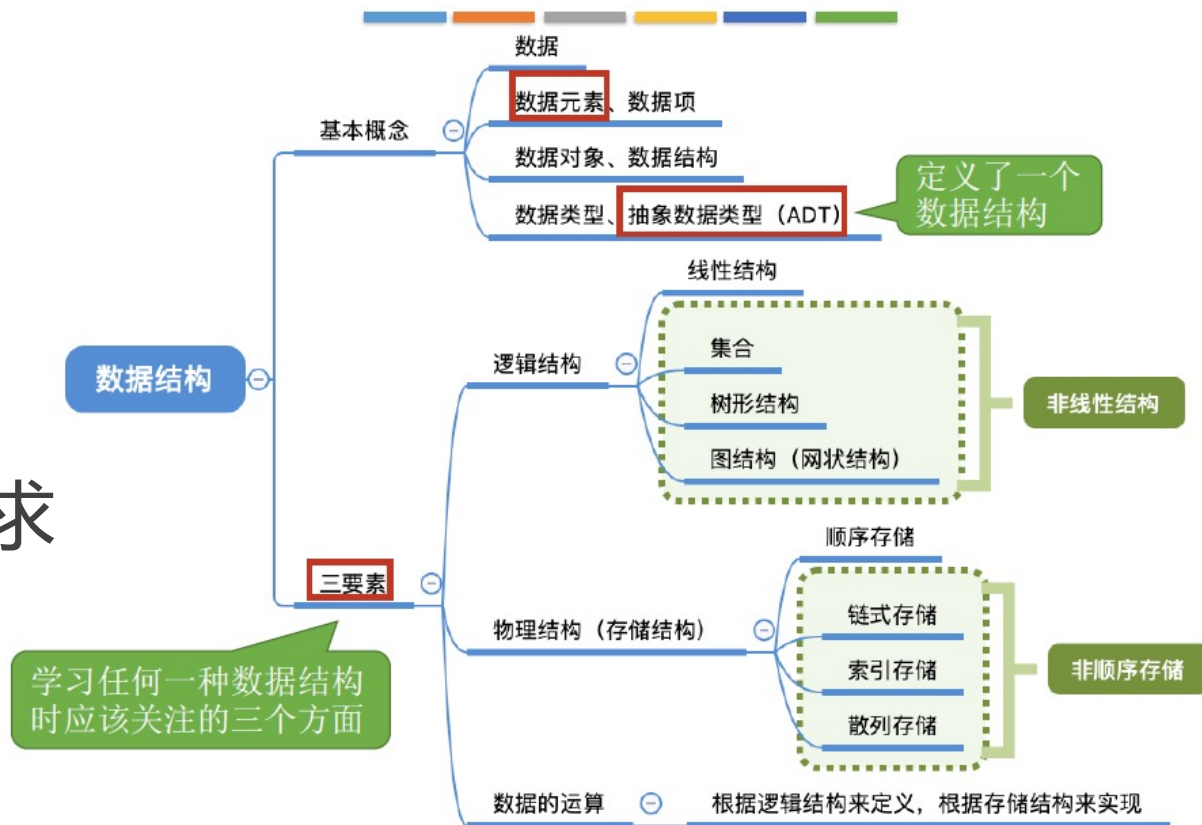 数据
数据元素、数据项
基本概念
数据对象、数据结构
数据类型、抽象数据类型（ADT）
定义了一个
数据结构
线性结构
逻辑结构
集合
树形结构
图结构（网状结构）
非线性结构
数据结构
求
三要素
学习任何一种数据结构
时应该关注的三个方面
顺序存储
物理结构（存储结构）
链式存储
索引存储
散列存储
非顺序存储
数据的运算
根据逻辑结构来定义，根据存储结构来实现